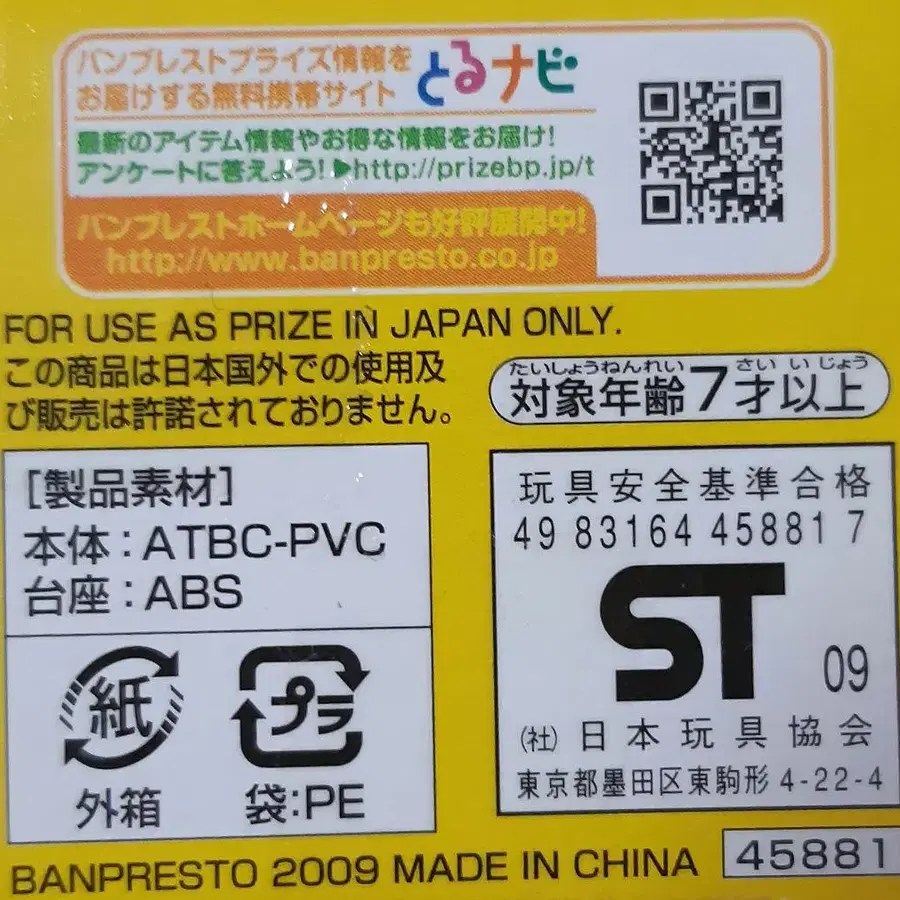 バンプレストプライズ情報を
お届けする無料携帯サイト
とるナビ
最新のアイテム情報やお得な情報をお届け!
アンケートに答えよう!▶http://prizebp.jp/t
バンプレストホームページも好評展開中!
http://www.banpresto.co.jp
FOR USE AS PRIZE IN JAPAN ONLY.
この商品は日本国外での使用及
び販売は許諾されておりません。
たいしょうねんれい さいいじょう
対象年齢7才以上
[製品素材]
本体:ATBC-PVC
台座:ABS
紙
外箱
プラ
袋:PE
玩具安全基準合格
49 83164 45881 7
ST
09
(社)日本玩具協会
東京都墨田区東駒形 4-22-4
BANPRESTO 2009 MADE IN CHINA
45881